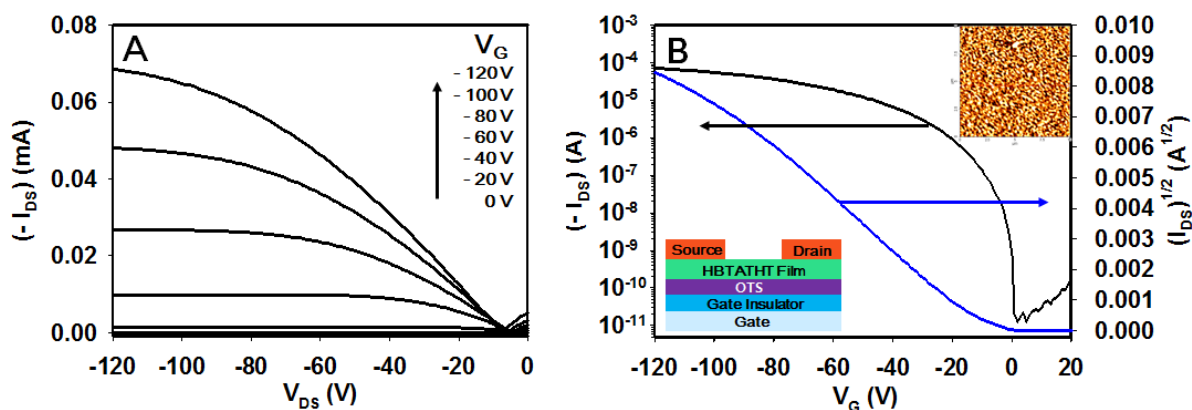 A
0.08
0.06
0.04
0.02
0.00
(- I_DS) (mA)
V_G
- 120 V
- 100 V
- 80 V
- 60 V
- 40 V
- 20 V
0 V
-120 -100 -80 -60 -40 -20 0
V_DS (V)
B
10^-3
10^-4
10^-5
10^-6
10^-7
10^-8
10^-9
10^-10
10^-11
(- I_DS) (A)
Source Drain
HBTATHT Film
OTS
Gate Insulator
Gate
0.010
0.009
0.008
0.007
0.006
0.005
0.004
0.003
0.002
0.001
0.000
(I_DS)^1/2 (A^1/2)
-120 -100 -80 -60 -40 -20 0 20
V_G (V)